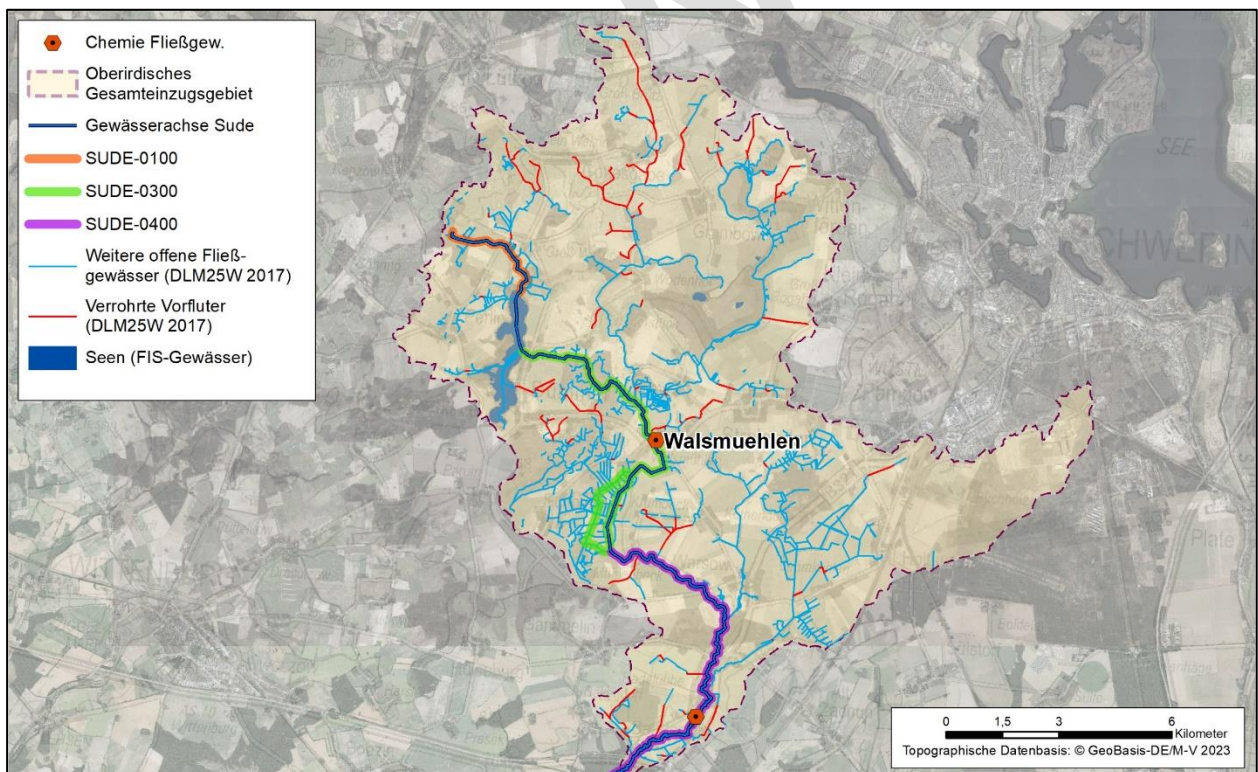 Chemie Fließgew.
Oberirdisches
Gesamteinzugsgebiet
Gewässerachse Sude
SUDE-0100
SUDE-0300
SUDE-0400
Weitere offene Fließ-
gewässer (DLM25W 2017)
Verrohrte Vorfluter
(DLM25W 2017)
Seen (FIS-Gewässer)
SEE
CHWERIN
Walsmuehlen
Plate
0 1,5 3 6
Kilometer
Topographische Datenbasis: © GeoBasis-DE/M-V 2023